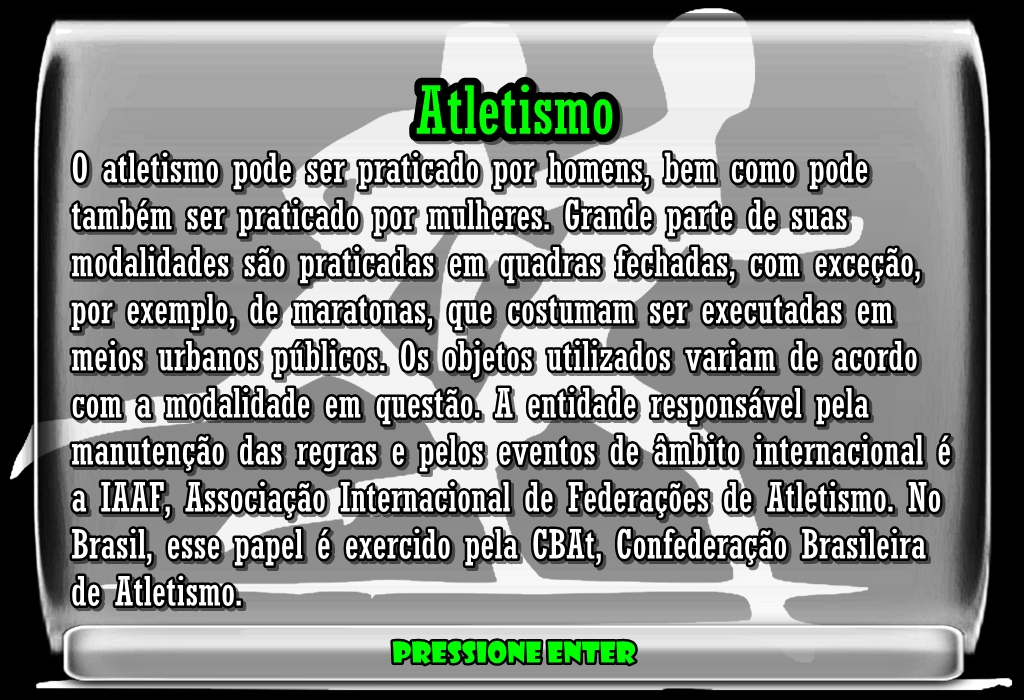 Atletismo
O atletismo pode ser praticado por homens, bem como pode
também ser praticado por mulheres. Grande parte de suas
modalidades são praticadas em quadras fechadas, com exceção,
por exemplo, de maratonas, que costumam ser executadas em
meios urbanos públicos. Os objetos utilizados variam de acordo
com a modalidade em questão. A entidade responsável pela
manutenção das regras e pelos eventos de âmbito internacional é
a IAAF, Associação Internacional de Federações de Atletismo. No
Brasil, esse papel é exercido pela CBAt, Confederação Brasileira
de Atletismo.
PRESSIONE ENTER